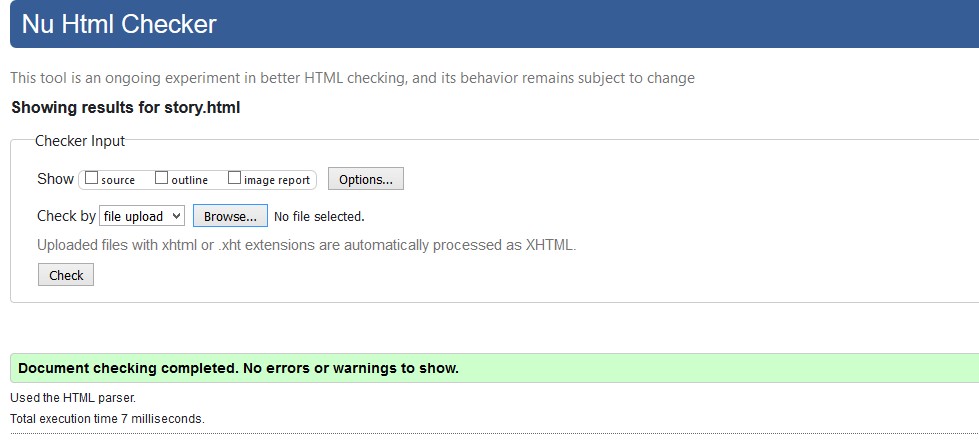 Nu Html Checker
This tool is an ongoing experiment in better HTML checking, and its behavior remains subject to change
Showing results for story.html
Checker Input
Show source outline image report Options...
Check by file upload Browse... No file selected.
Uploaded files with xhtml or .xht extensions are automatically processed as XHTML.
Check
Document checking completed. No errors or warnings to show.
Used the HTML parser.
Total execution time 7 milliseconds.